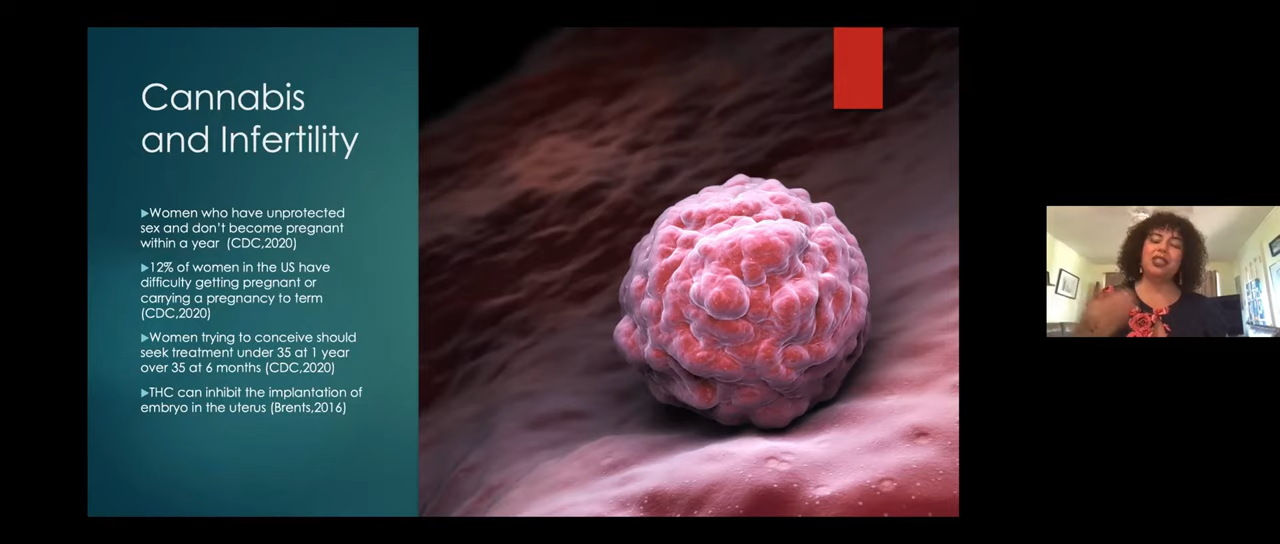 Cannabis
and Infertility
▶Women who have unprotected
sex and don't become pregnant
within a year  (CDC,2020)
▶12% of women in the US have
difficulty getting pregnant or
carrying a pregnancy to term
(CDC,2020)
▶Women trying to conceive should
seek treatment under 35 at 1 year
over 35 at 6 months (CDC,2020)
▶THC can inhibit the implantation of
embryo in the uterus (Brents,2016)